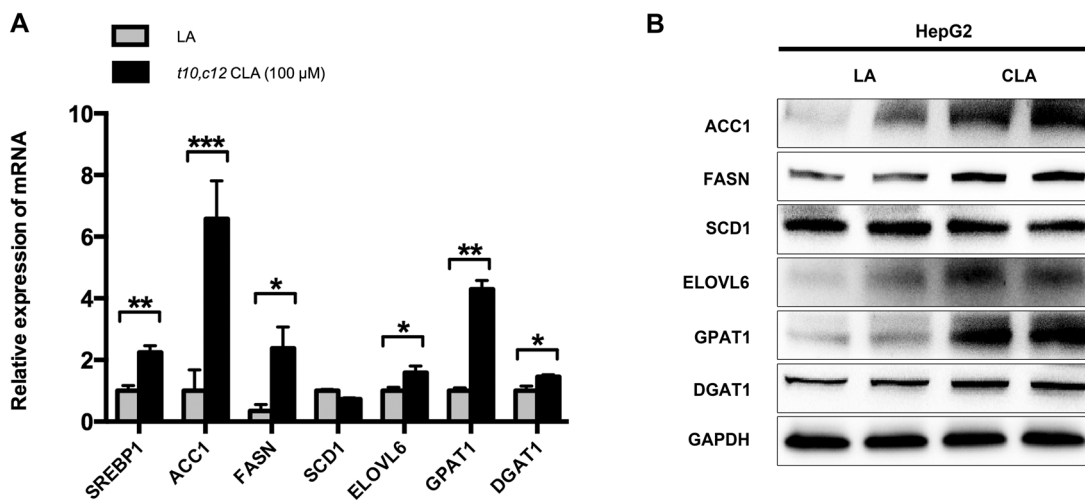 A
LA
t10,c12 CLA (100 µM)
Relative expression of mRNA
10
8
6
4
2
0
**
***
*
*
**
*
SREBP1
ACC1
FASN
SCD1
ELOVL6
GPAT1
DGAT1
B
HepG2
LA CLA
ACC1
FASN
SCD1
ELOVL6
GPAT1
DGAT1
GAPDH